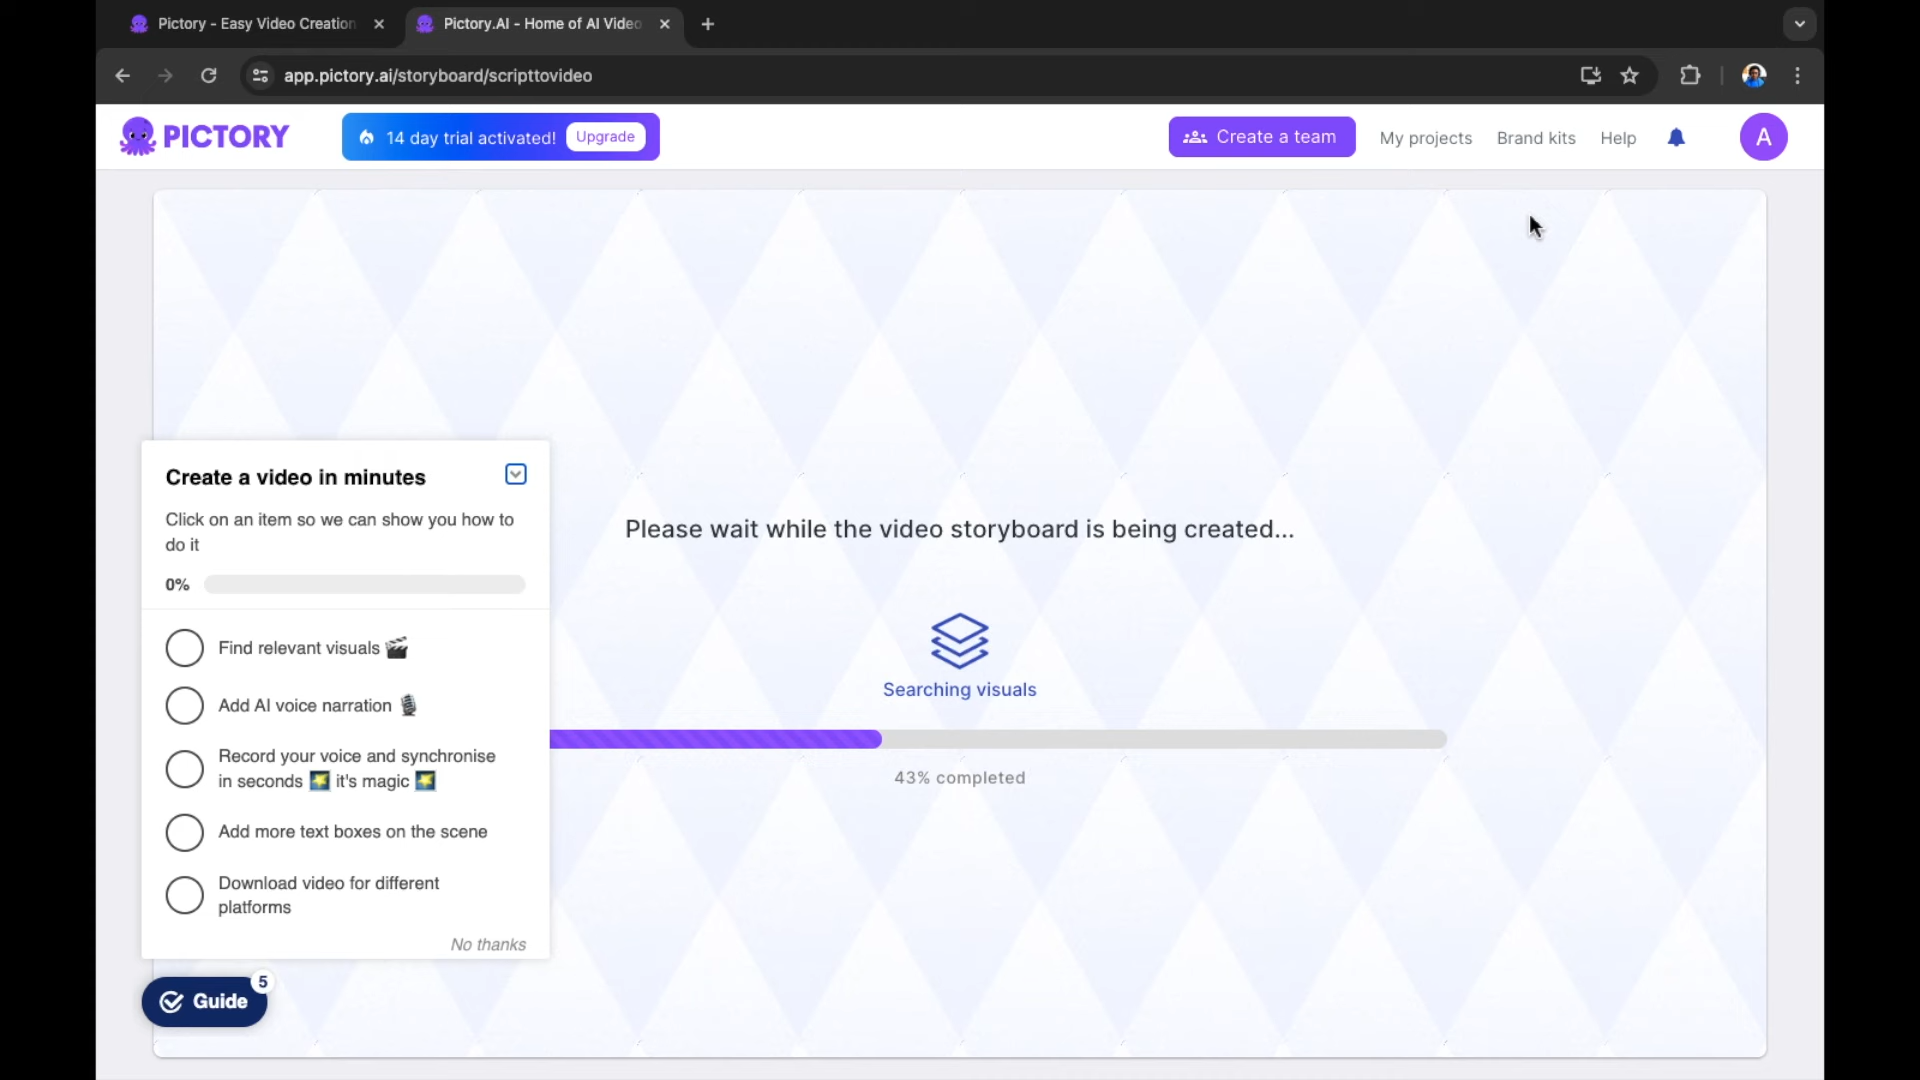 Pictory - Easy Video Creation
Pictory.AI - Home of AI Video
app.pictory.ai/storyboard/scripttovideo
PICTORY
14 day trial activated!
Upgrade
Create a team
My projects
Brand kits
Help
A
Please wait while the video storyboard is being created...
Searching visuals
43% completed
Create a video in minutes
Click on an item so we can show you how to
do it
0%
Find relevant visuals
Add AI voice narration
Record your voice and synchronise
in seconds 🌠 it's magic 🌠
Add more text boxes on the scene
Download video for different
platforms
No thanks
Guide
5